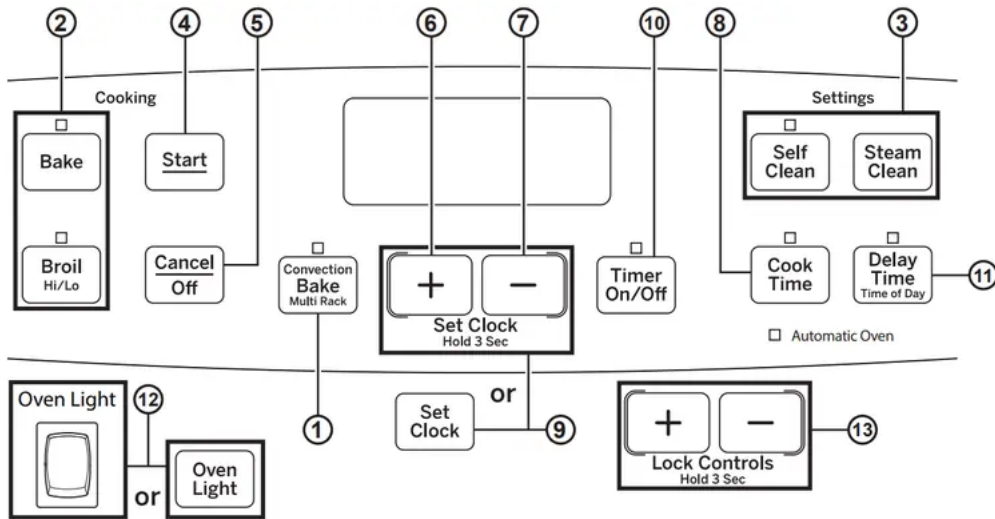 2
4
5
6
7
10
8
3
Cooking
Settings
Bake
Start
Self
Clean
Steam
Clean
Broil
Hi/Lo
Cancel
Off
Convection
Bake
Multi Rack
+
−
Set Clock
Hold 3 Sec
Timer
On/Off
Cook
Time
Delay
Time
Time of Day
11
Automatic Oven
Oven Light
12
or
Oven
Light
1
Set
Clock
or
9
+
−
Lock Controls
Hold 3 Sec
13